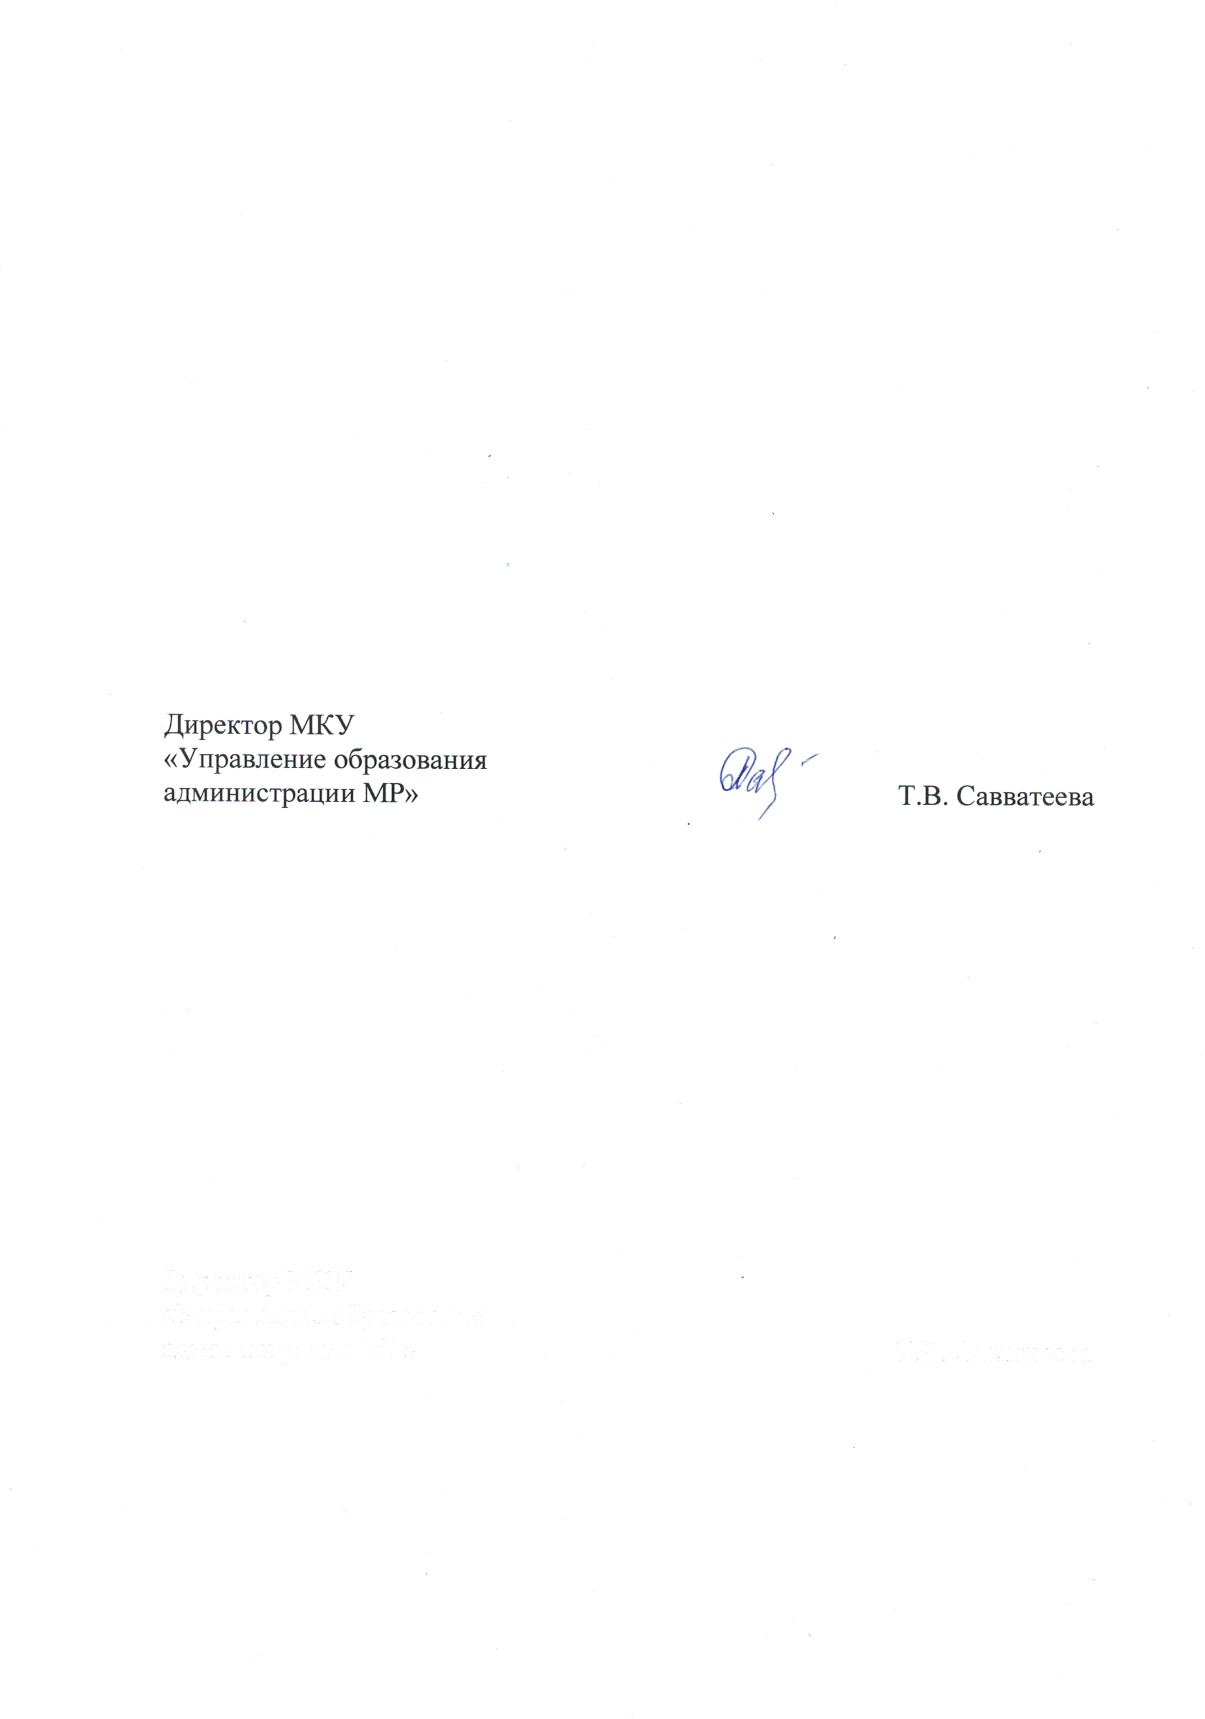 Директор МКУ
«Управление образования
администрации МР»
Т.В. Савватеева